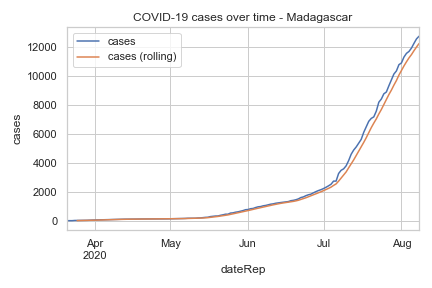 COVID-19 cases over time - Madagascar
cases
cases (rolling)
12000
10000
8000
6000
4000
2000
0
cases
Apr
2020
May
Jun
Jul
Aug
dateRep